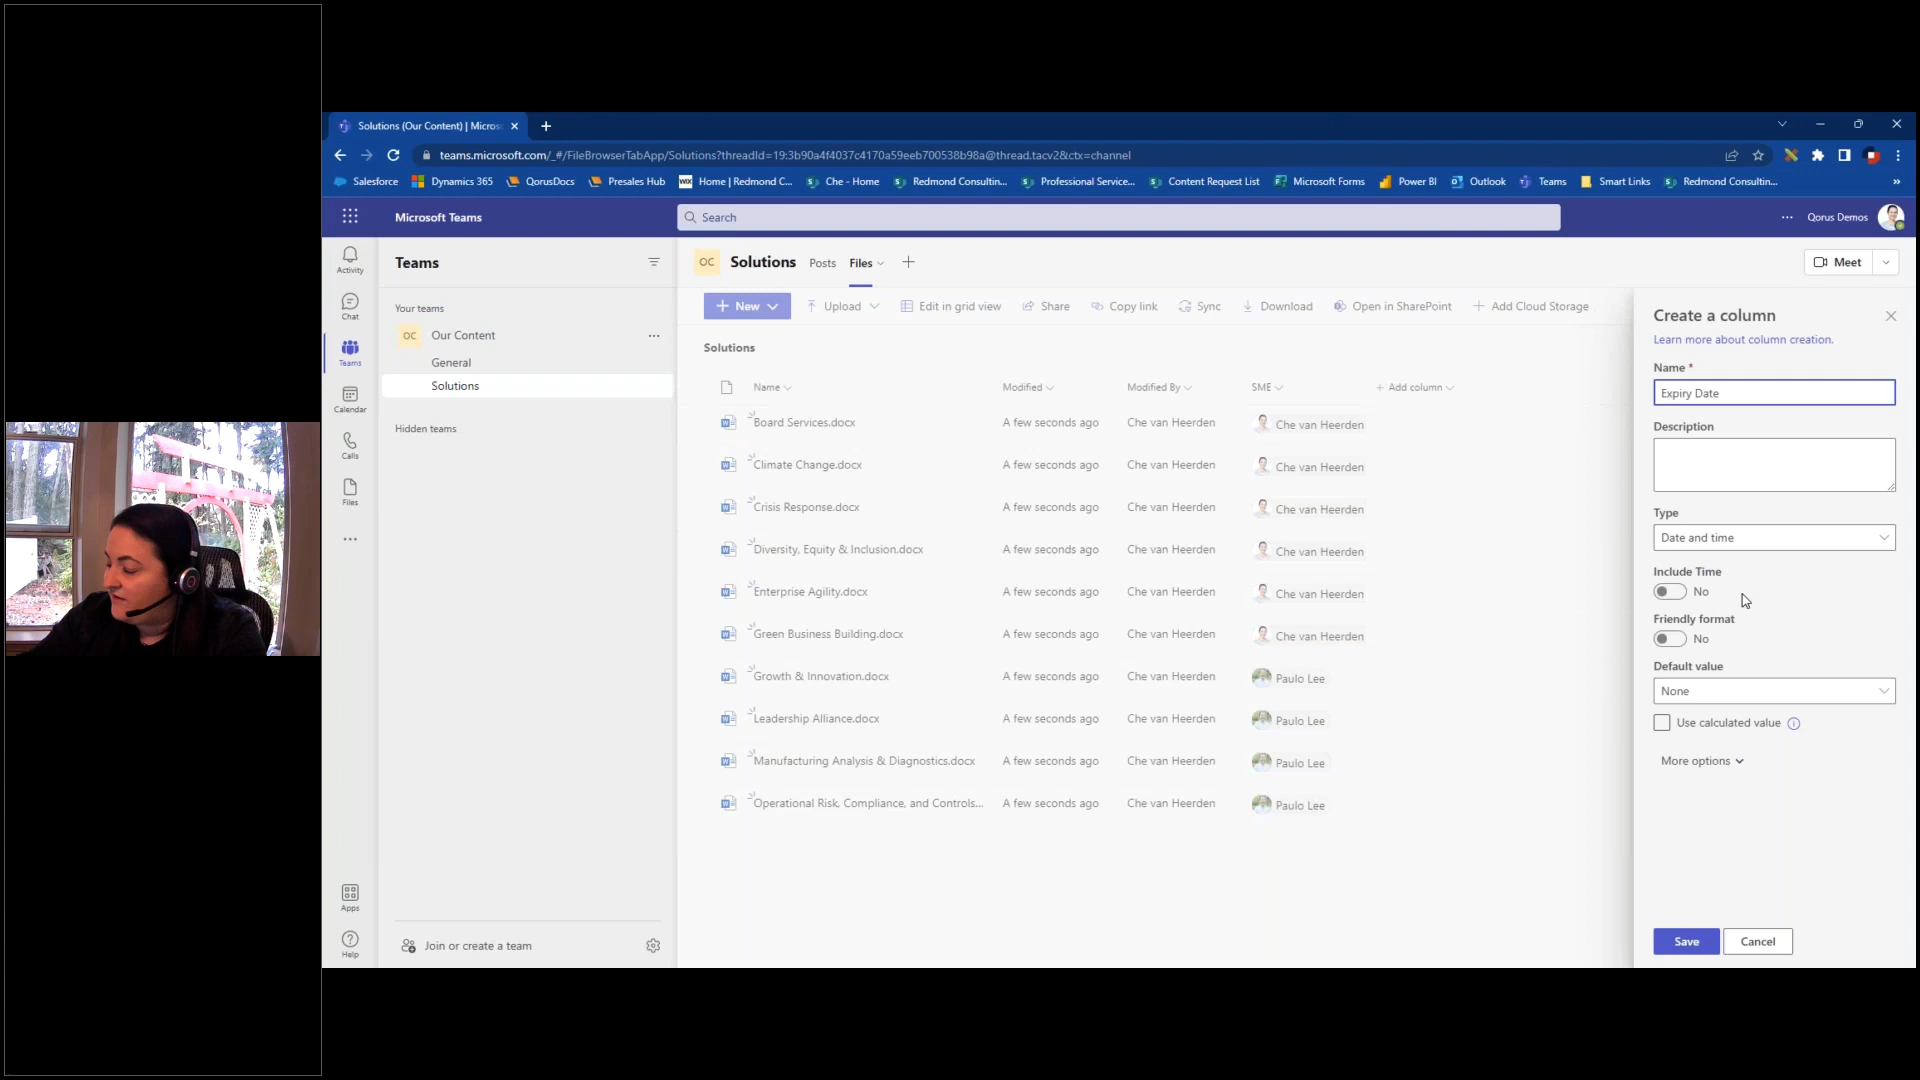 Solutions (Our Content) | Micros
teams.microsoft.com/_#/FileBrowserTabApp/Solutions?threadId=19:3b90a4f4037c4170a59eeb700538b98a@thread.tacv2&ctx=channel
Salesforce Dynamics 365 QorusDocs Presales Hub WX Home | Redmond C... Che - Home Redmond Consultin... Professional Service... Content Request List Microsoft Forms Power BI Outlook Teams Smart Links Redmond Consultin... »
Microsoft Teams Search ... Qorus Demos
Activity
Chat
Teams
Calendar
Calls
Files
...
Apps
Help
Teams
Your teams
OC Our Content ...
General
Solutions
Hidden teams
Join or create a team
OC Solutions Posts Files Meet
New Upload Edit in grid view Share Copy link Sync Download Open in SharePoint Add Cloud Storage
Solutions
Name Modified Modified By SME + Add column
Board Services.docx A few seconds ago Che van Heerden Che van Heerden
Climate Change.docx A few seconds ago Che van Heerden Che van Heerden
Crisis Response.docx A few seconds ago Che van Heerden Che van Heerden
Diversity, Equity & Inclusion.docx A few seconds ago Che van Heerden Che van Heerden
Enterprise Agility.docx A few seconds ago Che van Heerden Che van Heerden
Green Business Building.docx A few seconds ago Che van Heerden Che van Heerden
Growth & Innovation.docx A few seconds ago Che van Heerden Paulo Lee
Leadership Alliance.docx A few seconds ago Che van Heerden Paulo Lee
Manufacturing Analysis & Diagnostics.docx A few seconds ago Che van Heerden Paulo Lee
Operational Risk, Compliance, and Controls... A few seconds ago Che van Heerden Paulo Lee
Create a column
Learn more about column creation.
Name *
Expiry Date
Description
Type
Date and time
Include Time
No
Friendly format
No
Default value
None
Use calculated value
More options
Save Cancel